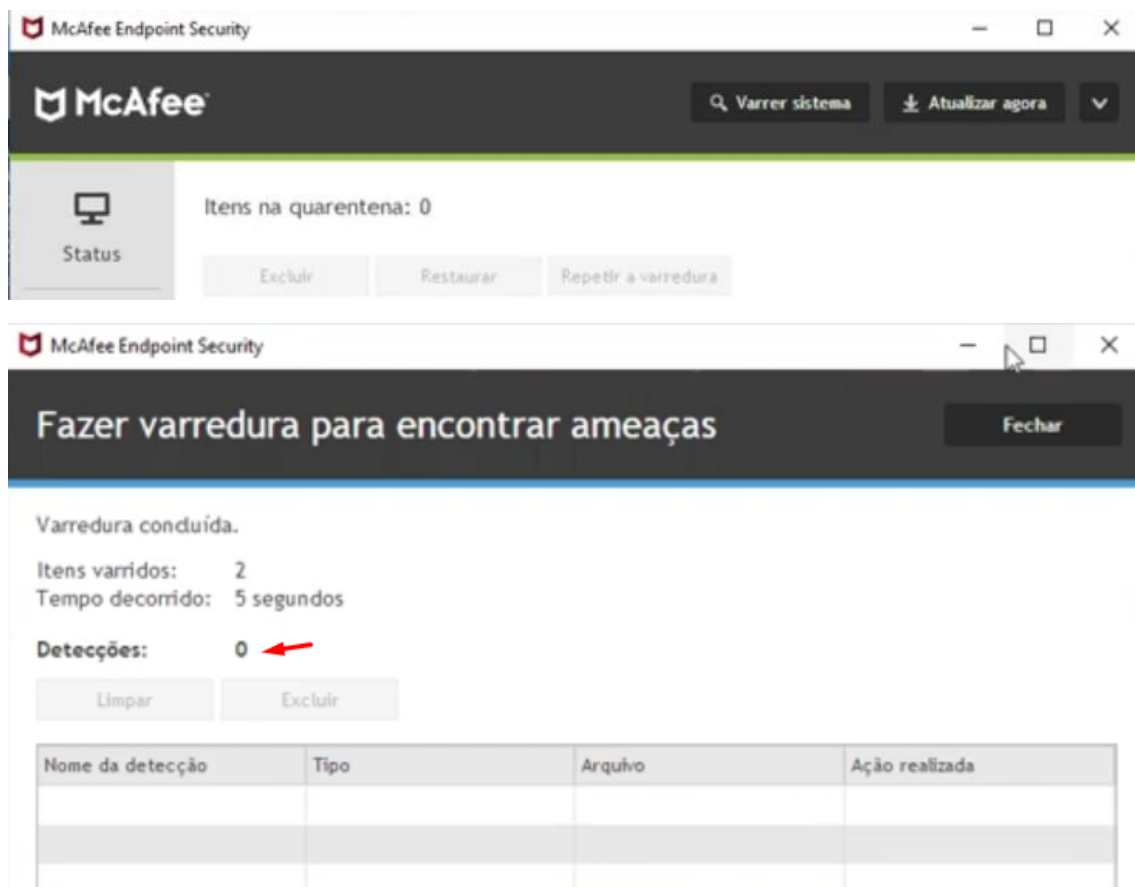 McAfee Endpoint Security
McAfee
Varrer sistema
Atualizar agora
Status
Itens na quarentena: 0
Excluir
Restaurar
Repetir a varredura
McAfee Endpoint Security
Fazer varredura para encontrar ameaças
Fechar
Varredura concluída.
Itens varridos: 2
Tempo decorrido: 5 segundos
Detecções: 0
Limpar
Excluir
Nome da detecção Tipo Arquivo Ação realizada